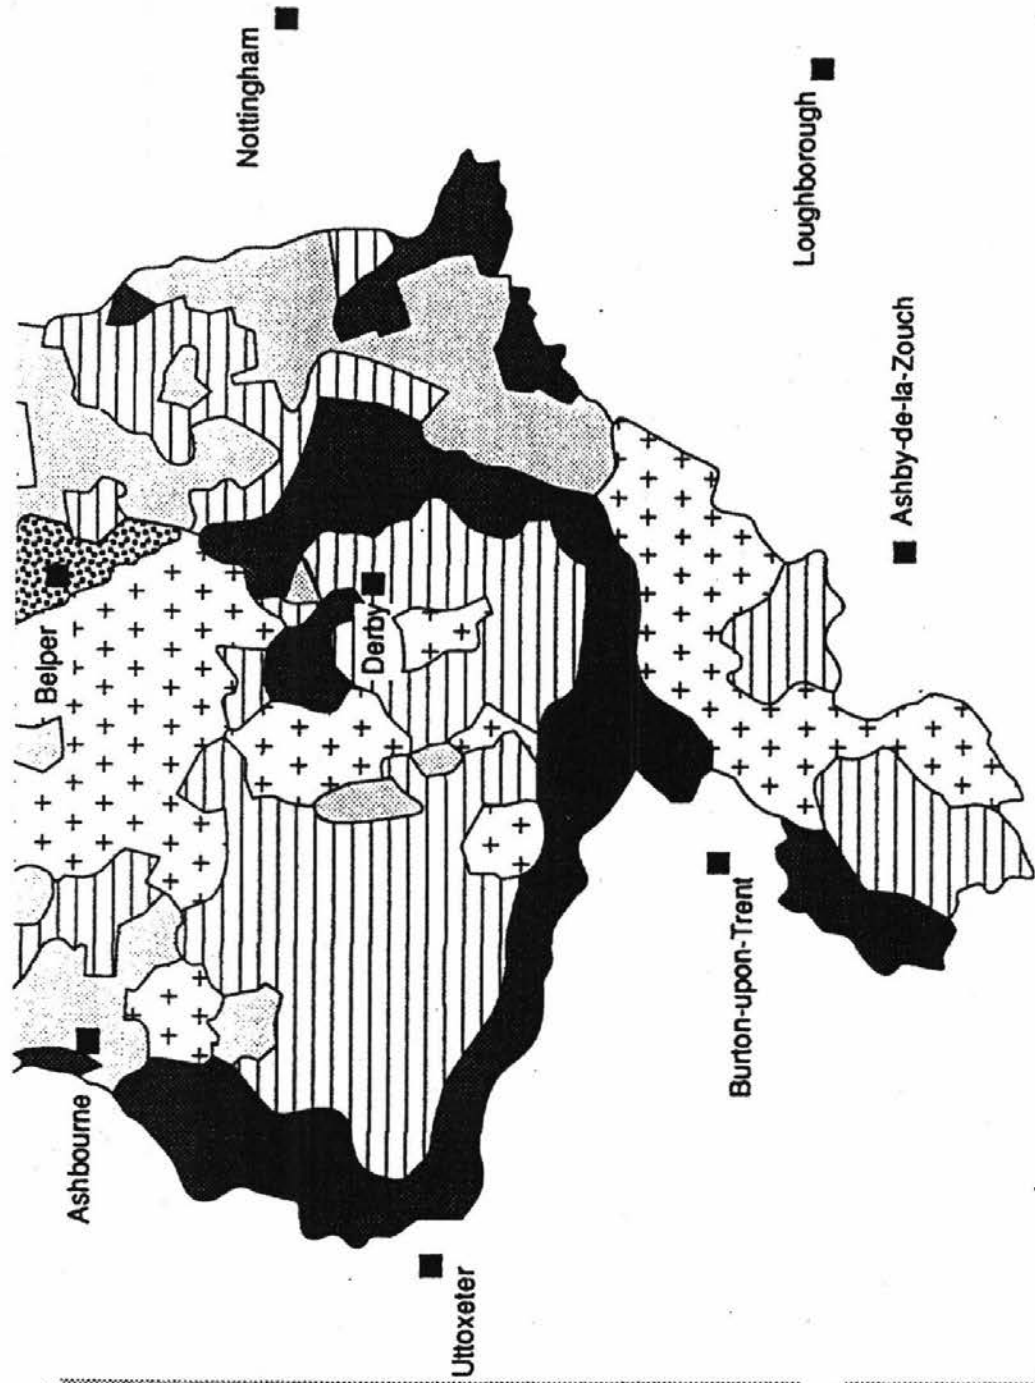 Nottingham
Belper
Ashbourne
Derby
Loughborough
Uttoxeter
Ashby-de-la-Zouch
Burton-upon-Trent